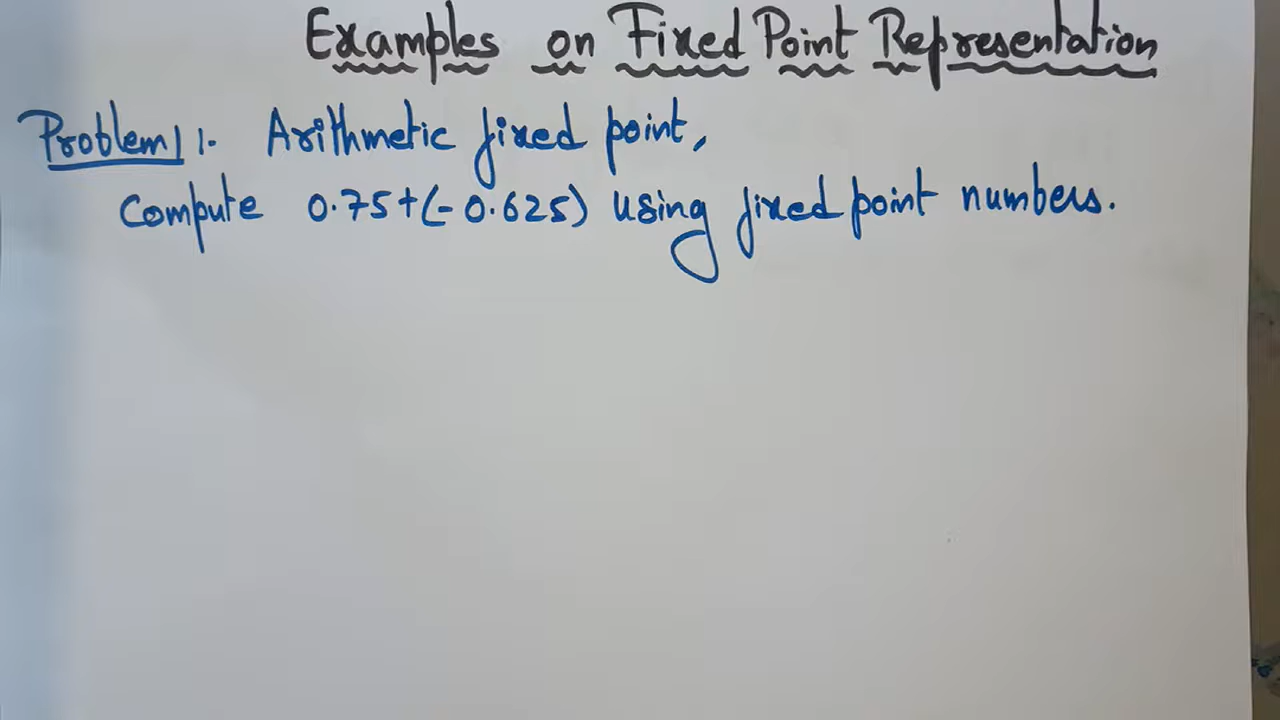 Examples on Fixed Point Representation
Problem 1:- Arithmetic fixed point,
Compute 0.75+(-0.625) using fixed point numbers.